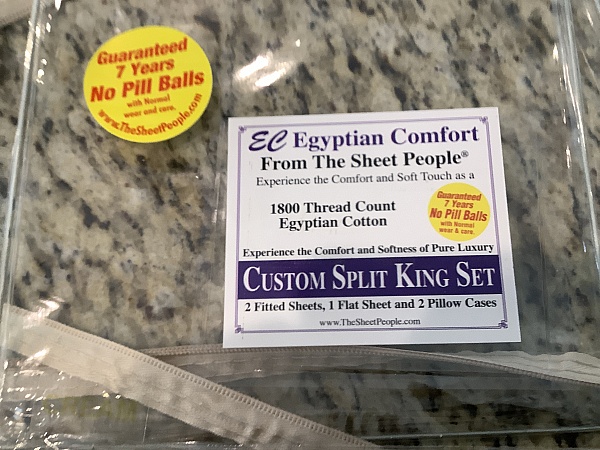 Guaranteed
7 Years
No Pill Balls
with Normal
wear and care.
www.TheSheetPeople.com
EC Egyptian Comfort
From The Sheet People®
Experience the Comfort and Soft Touch as a
1800 Thread Count
Egyptian Cotton
Guaranteed
7 Years
No Pill Balls
with Normal
wear & care.
Experience the Comfort and Softness of Pure Luxury
CUSTOM SPLIT KING SET
2 Fitted Sheets, 1 Flat Sheet and 2 Pillow Cases
www.TheSheetPeople.com